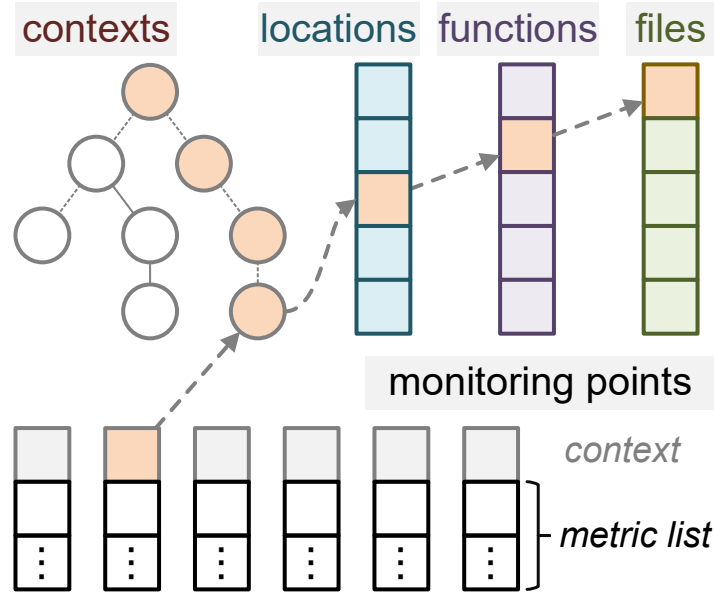 contexts
locations
functions
files
monitoring points
context
metric list